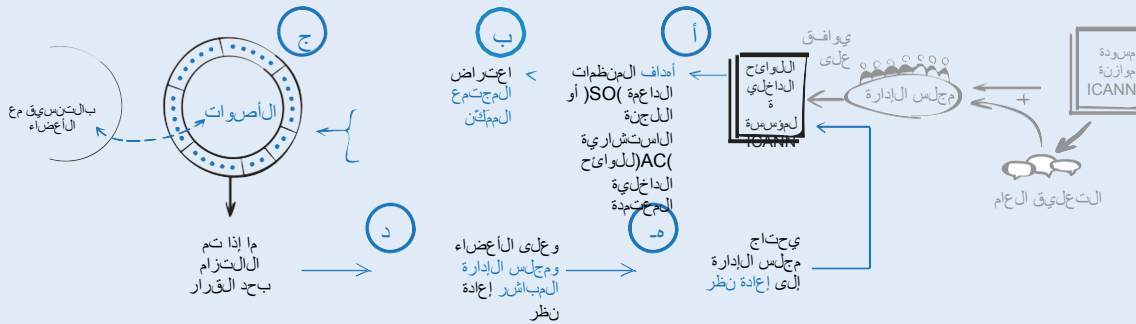 مسودة
موازنة
ICANN
+
التعليق العام
يوافق
على
مجلس الإدارة
اللوائح
الداخلي
ة
لمؤسسة
ICANN
أ
أهداف المنظمات
الداعمة )SO( أو
اللجنة
الاستشارية
)AC(للوائح
الداخلية
المعتمدة
ب
اعتراض
المجتمع
الممكّن
ج
الأصوات
بالتنسيق مع
الأعضاء
ما إذا تم
الالتزام
بحد القرار
د
وعلى الأعضاء
ومجلس الإدارة
المباشر إعادة
نظر
هـ
يحتاج
مجلس الإدارة
إلى إعادة نظر